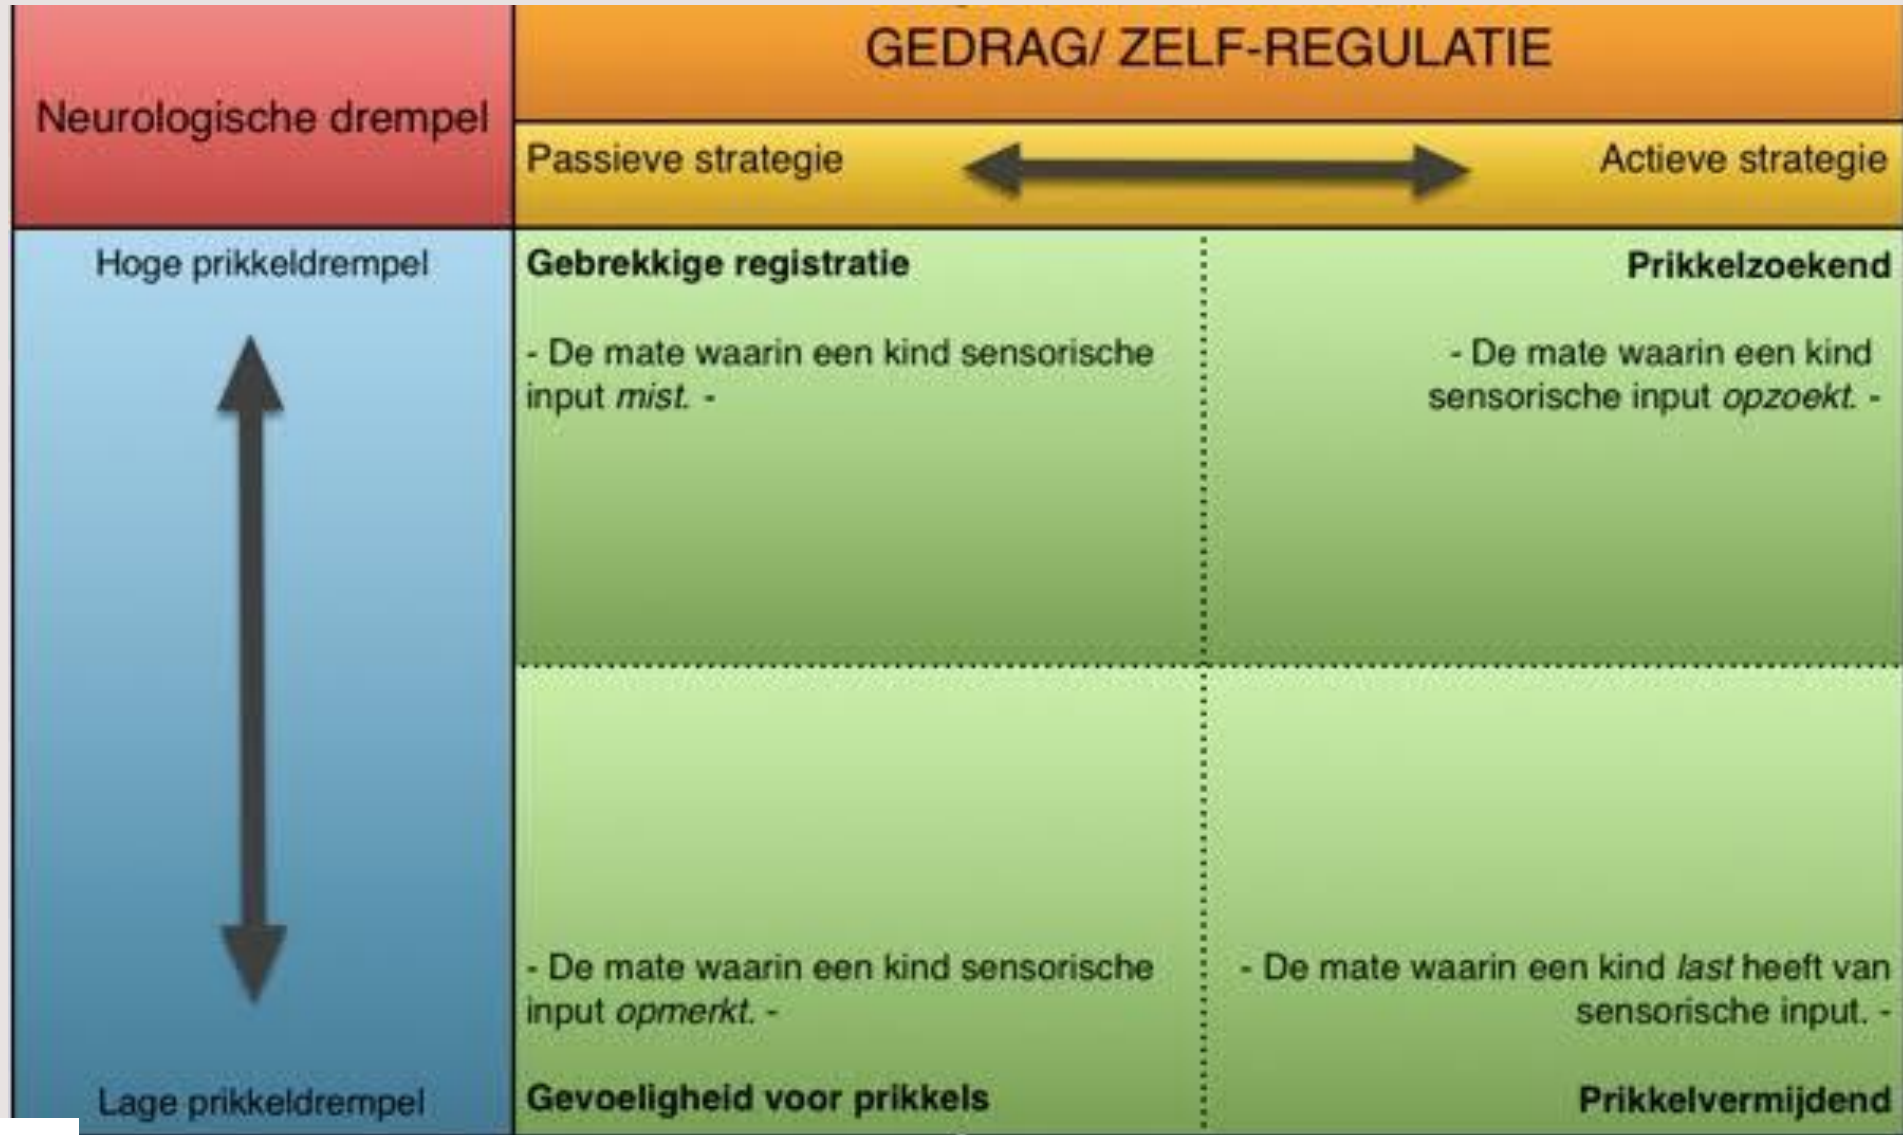 GEDRAG/ ZELF-REGULATIE
Neurologische drempel
Passieve strategie
Actieve strategie
Hoge prikkeldrempel
Gebrekkige registratie
- De mate waarin een kind sensorische
input mist. -
Prikkelzoekend
- De mate waarin een kind
sensorische input opzoekt. -
- De mate waarin een kind sensorische
input opmerkt. -
Gevoeligheid voor prikkels
- De mate waarin een kind last heeft van
sensorische input. -
Prikkelvermijdend
Lage prikkeldrempel